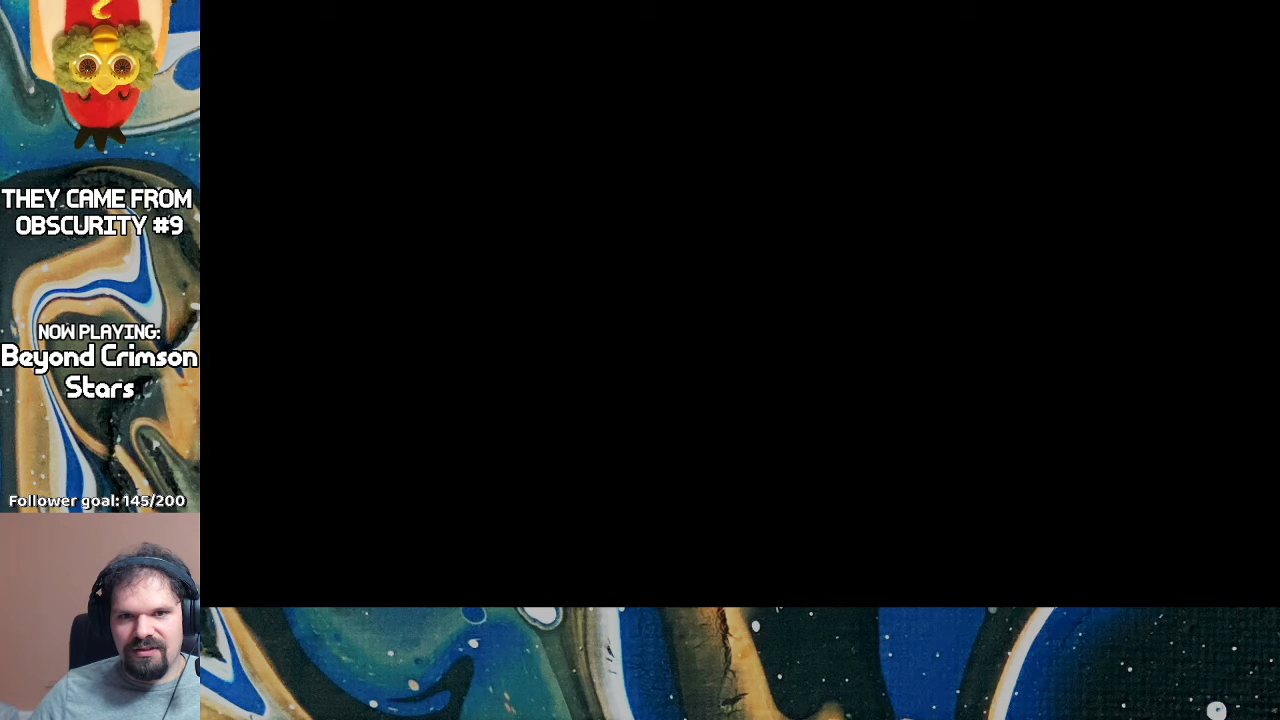 THEY CAME FROM
OBSCURITY #9
NOW PLAYING:
Beyond Crimson
Stars
Follower goal: 145/200